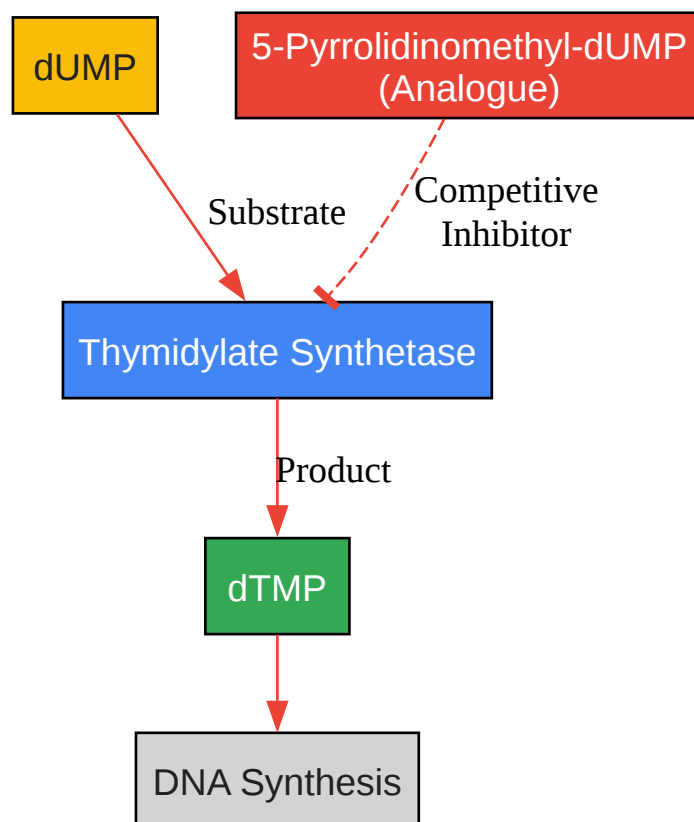 dUMP
5-Pyrrolidinomethyl-dUMP
(Analogue)
Substrate
Competitive
Inhibitor
Thymidylate Synthetase
Product
dTMP
DNA Synthesis